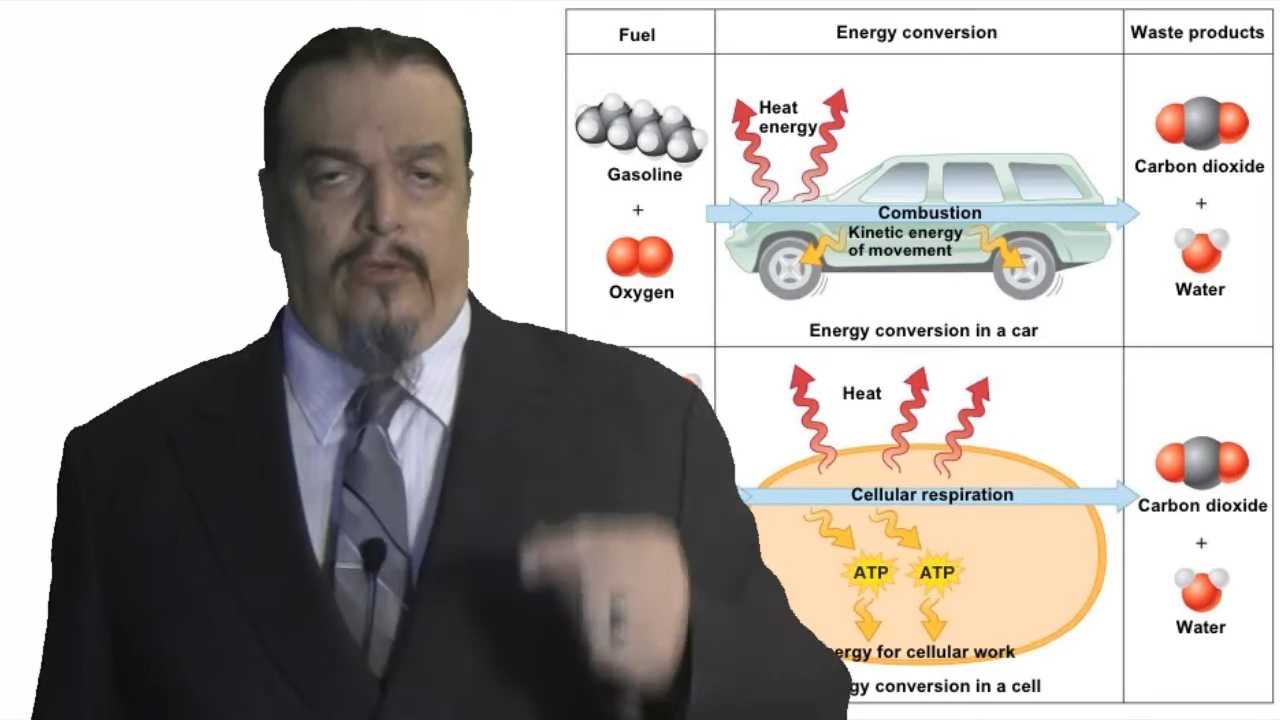 Fuel
Energy conversion
Waste products
Heat
energy
Gasoline
+
Oxygen
Combustion
Kinetic energy
of movement
Energy conversion in a car
Carbon dioxide
+
Water
Heat
Cellular respiration
ATP
ATP
ergy for cellular work
gy conversion in a cell
Carbon dioxide
+
Water